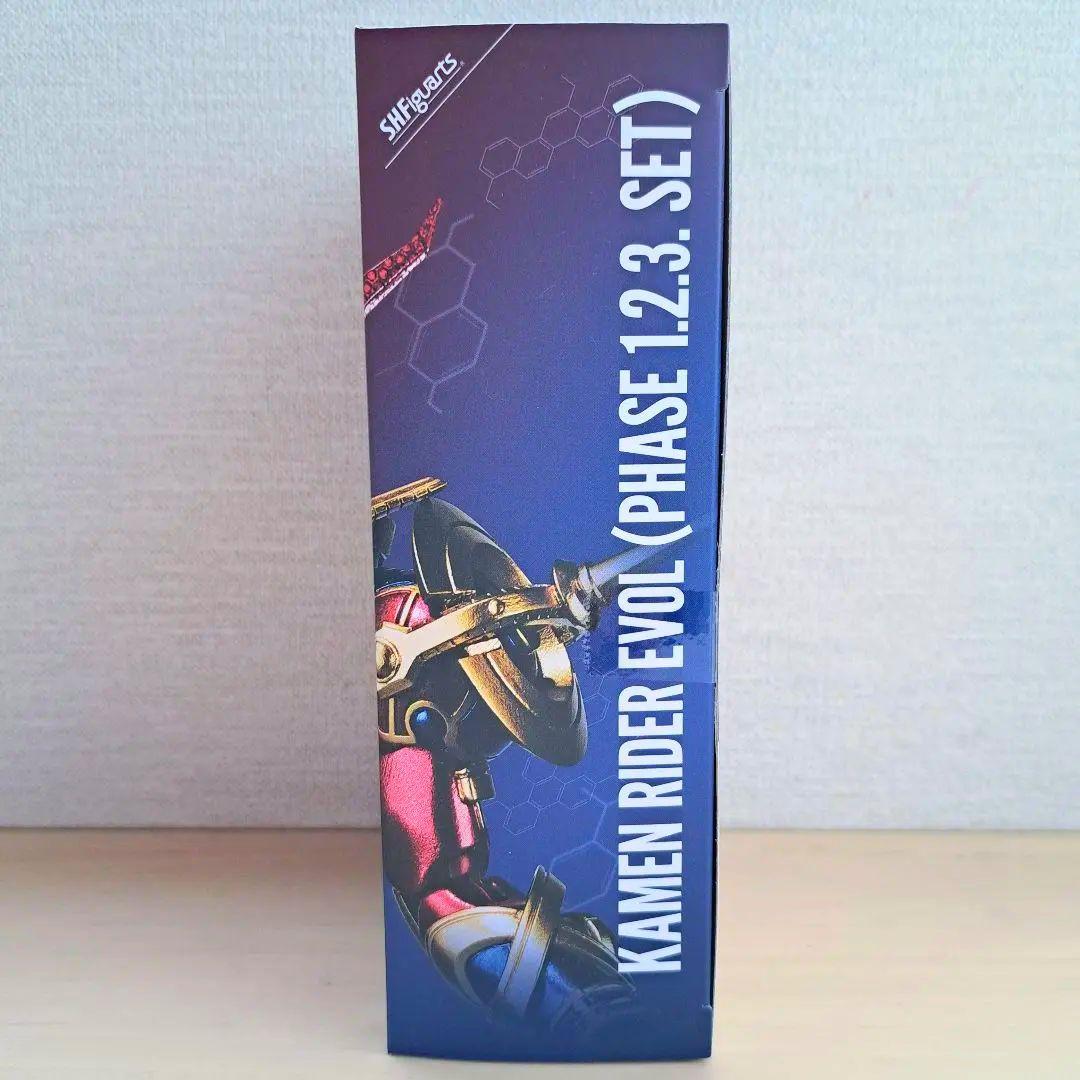 S.H.Figuarts
KAMEN RIDER EVOL (PHASE 1.2.3. SET)